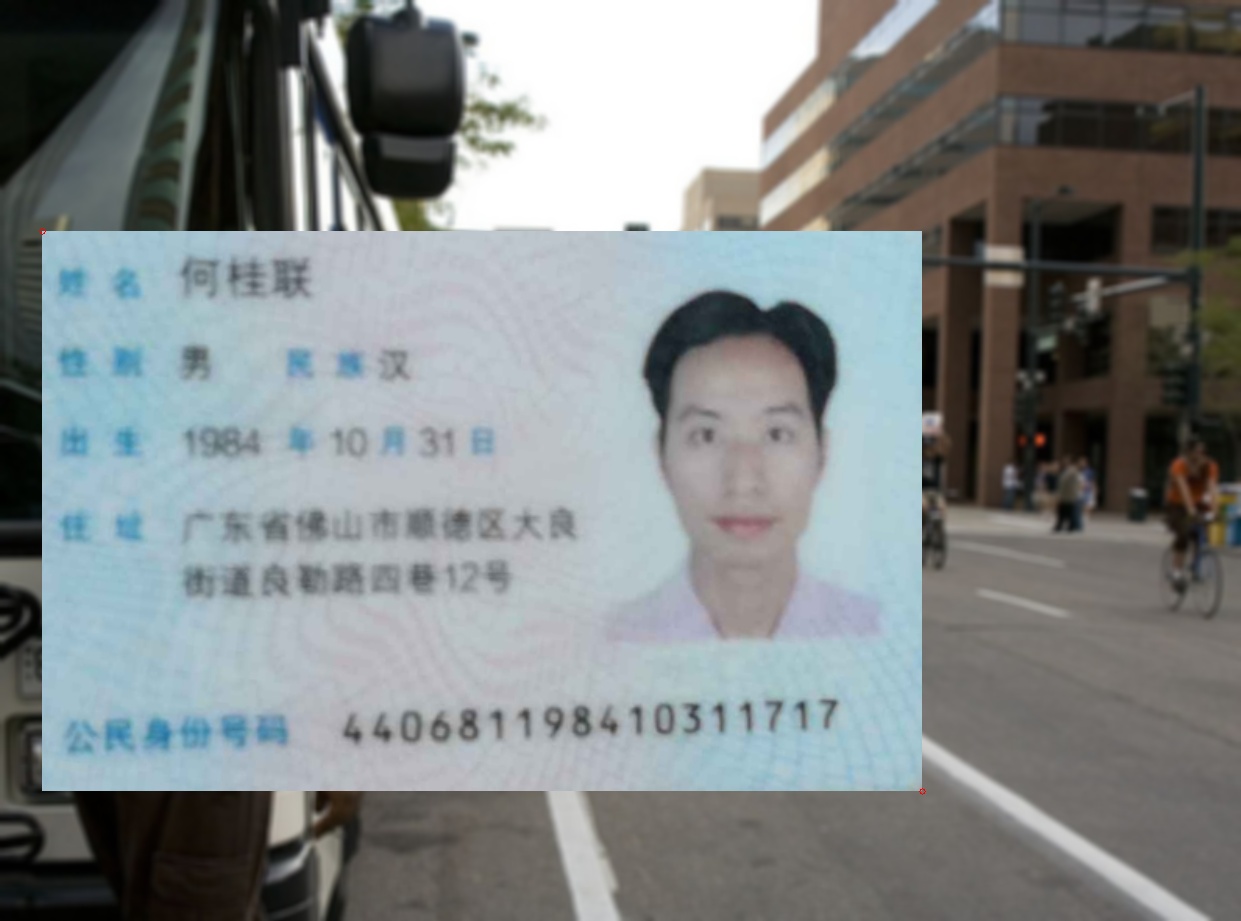 姓名 何桂联
性别 男 民族 汉
出生 1984 年 10 月 31 日
住址 广东省佛山市顺德区大良
街道良勒路四巷12号
公民身份号码 440681198410311717